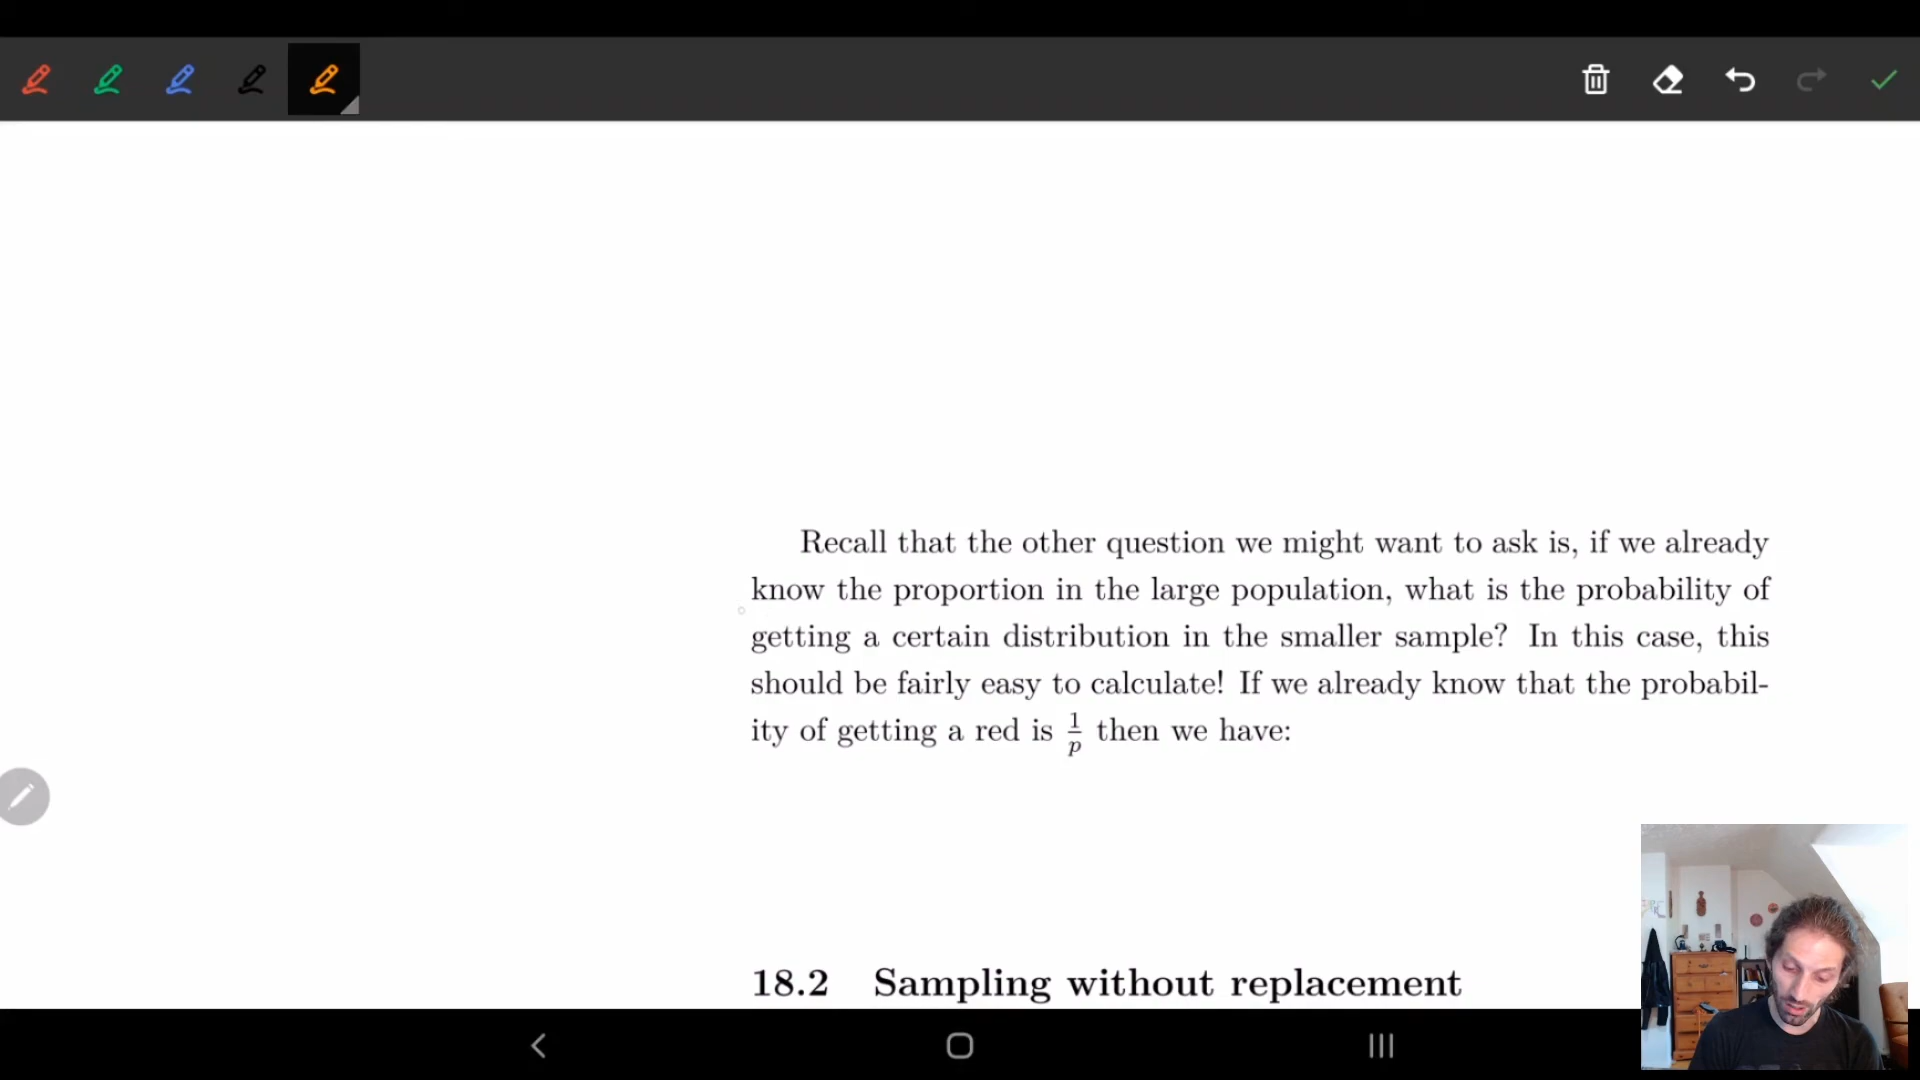 Recall that the other question we might want to ask is, if we already
know the proportion in the large population, what is the probability of
getting a certain distribution in the smaller sample? In this case, this
should be fairly easy to calculate! If we already know that the probabil-
ity of getting a red is 1/p then we have:
18.2 Sampling without replacement